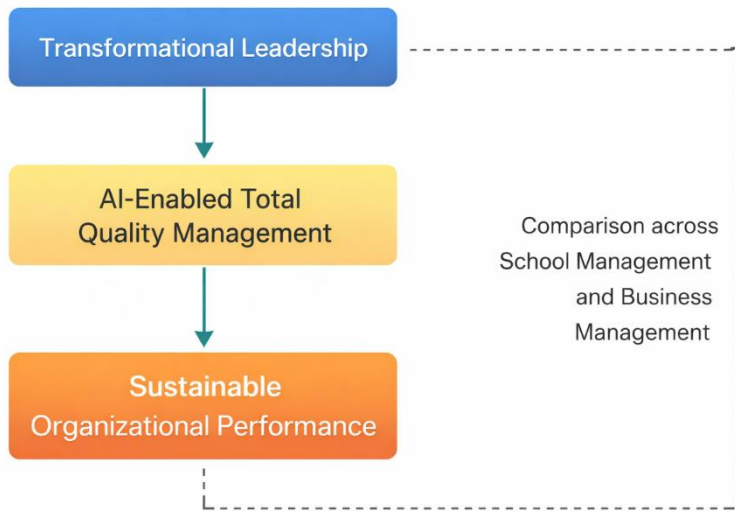 Transformational Leadership
AI-Enabled Total
Quality Management
Comparison across
School Management
and Business
Management
Sustainable
Organizational Performance